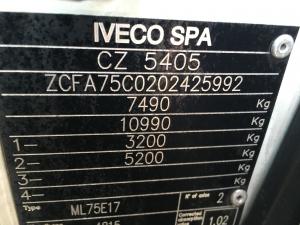 IVECO SPA
CZ 5405
ZCFA75C0202425992
7490 Kg
10990 Kg
1- 3200 Kg
2- 5200 Kg
3- Kg
4-
Type ML75E17 N° of axles 2
Corrected 1.02